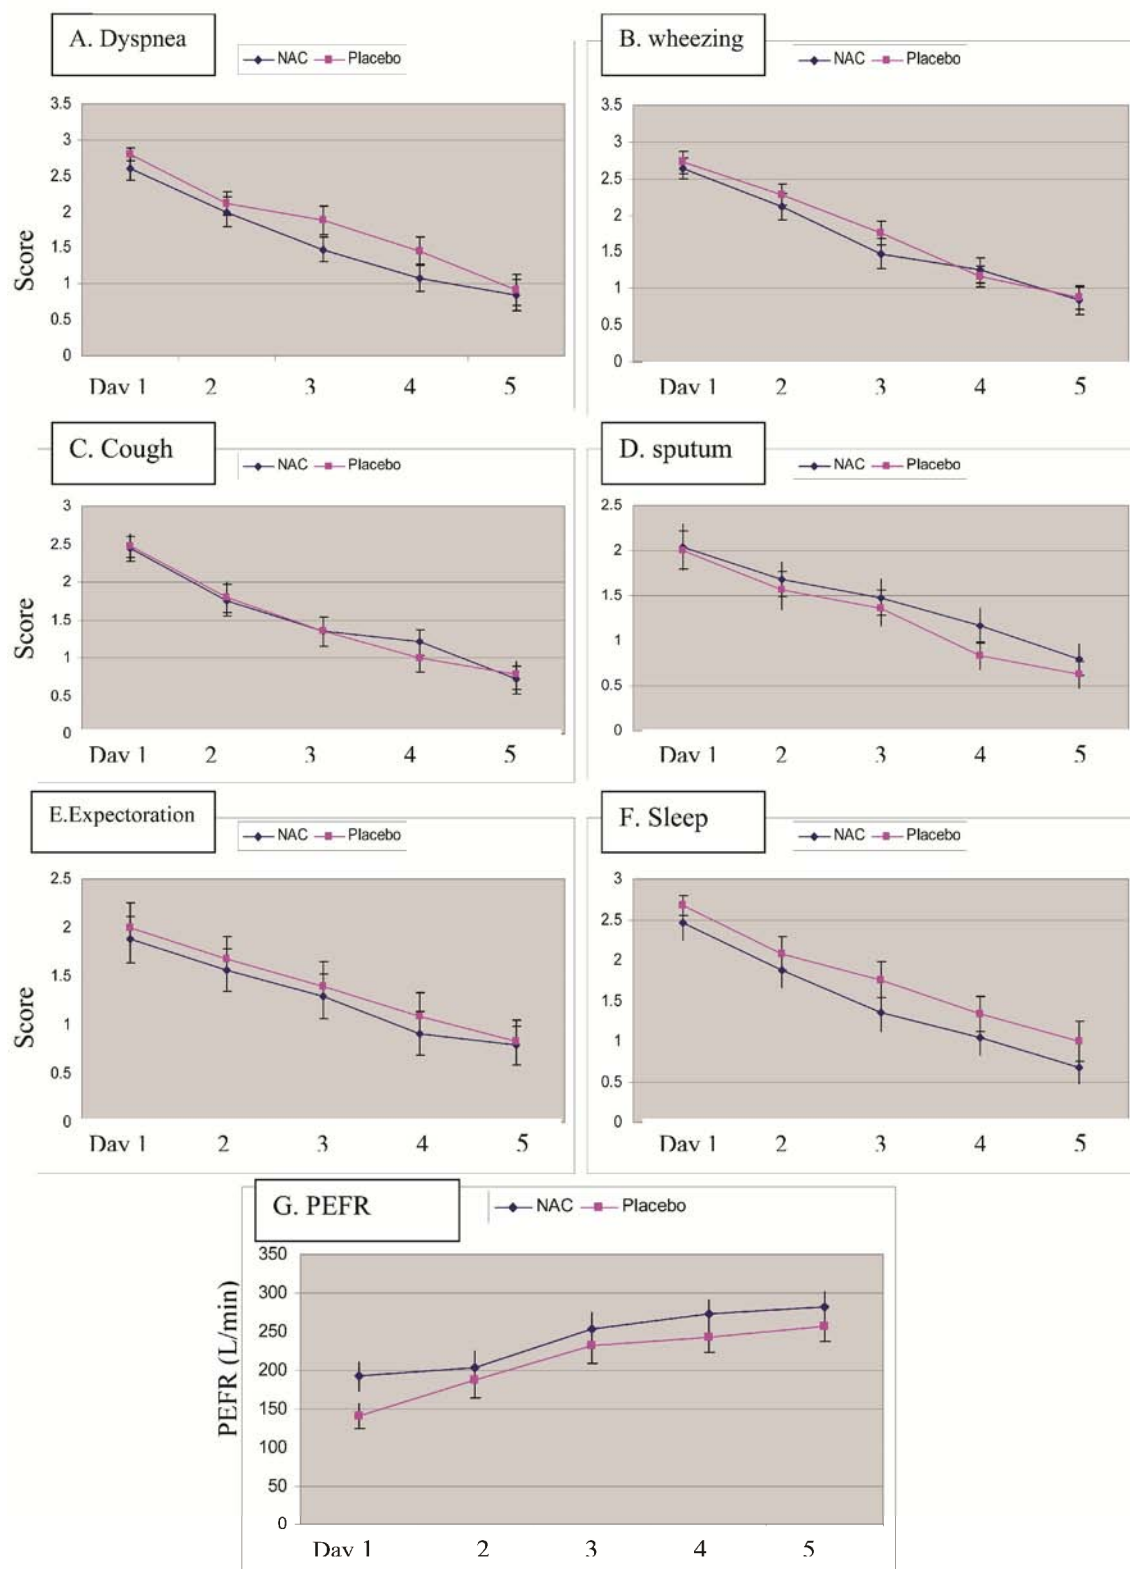 A. Dyspnea
NAC Placebo
Score
3.5
3
2.5
2
1.5
1
0.5
0
Day 1 2 3 4 5
B. wheezing
NAC Placebo
3.5
3
2.5
2
1.5
1
0.5
0
Day 1 2 3 4 5
C. Cough
NAC Placebo
Score
3
2.5
2
1.5
1
0.5
0
Day 1 2 3 4 5
D. sputum
NAC Placebo
2.5
2
1.5
1
0.5
0
Day 1 2 3 4 5
E.Expectoration
NAC Placebo
Score
2.5
2
1.5
1
0.5
0
Day 1 2 3 4 5
F. Sleep
NAC Placebo
3
2.5
2
1.5
1
0.5
0
Day 1 2 3 4 5
G. PEFR
NAC Placebo
PEFR (L/min)
350
300
250
200
150
100
50
0
Day 1 2 3 4 5